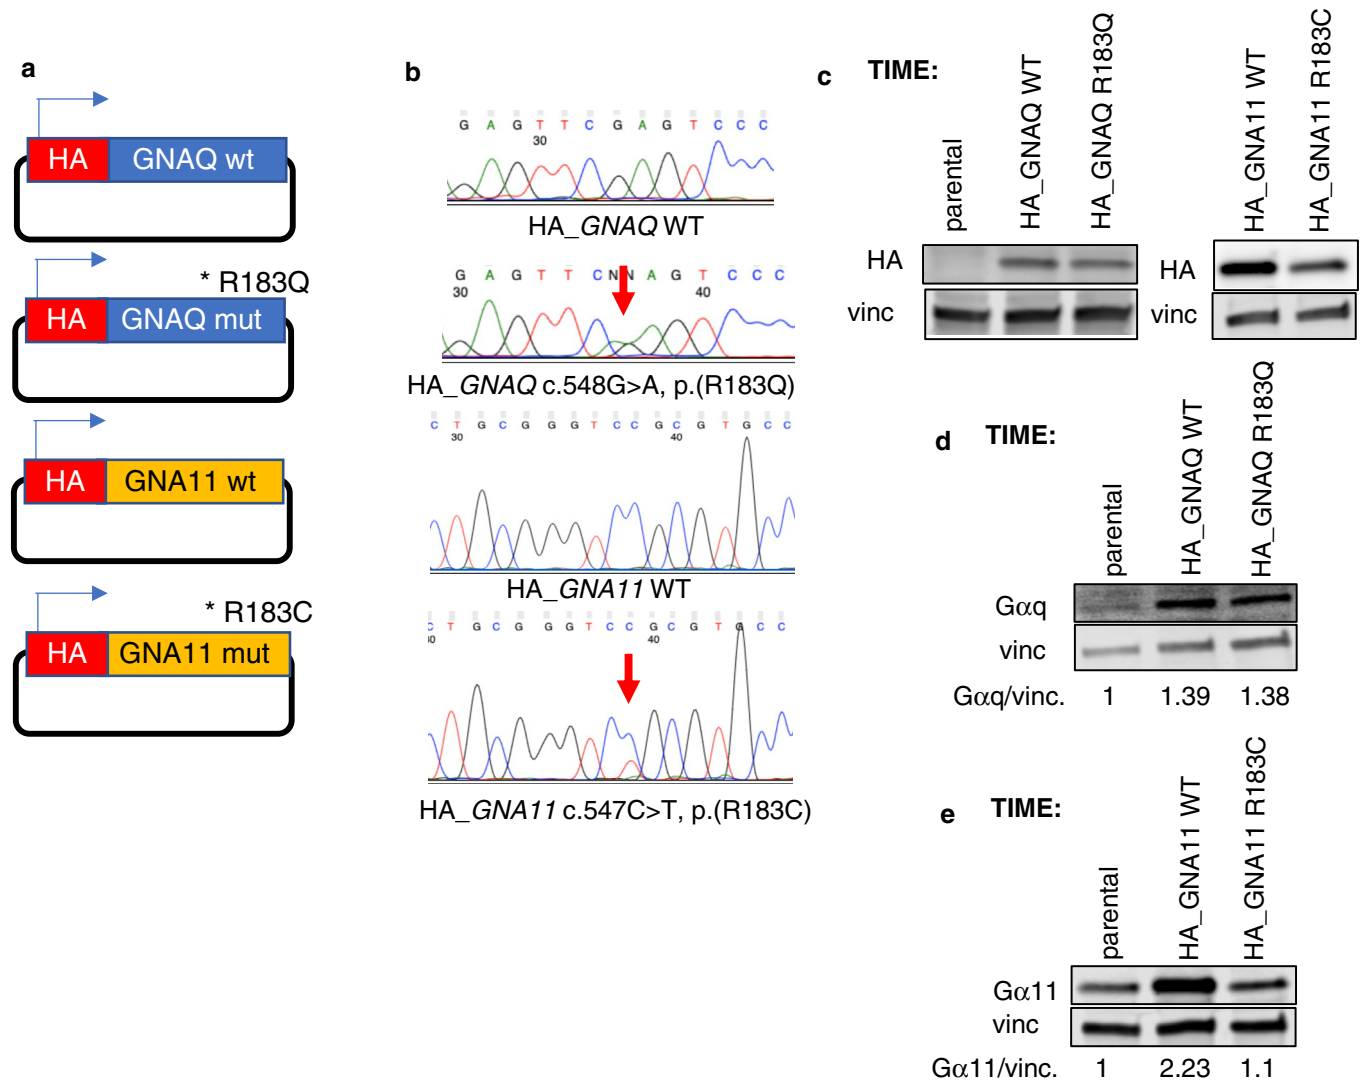 a
HA GNAQ wt
* R183Q
HA GNAQ mut
HA GNA11 wt
* R183C
HA GNA11 mut
b
G A G T T C G A G T C C C
30
HA_GNAQ WT
G A G T T C N N A G T C C C
30 40
HA_GNAQ c.548G>A, p.(R183Q)
C T G C G G G T C C G C G T G C C
30 40
HA_GNA11 WT
C T G C G G G T C C G C G T G C C
30 40
HA_GNA11 c.547C>T, p.(R183C)
c TIME:
parental
HA_GNAQ WT
HA_GNAQ R183Q
HA_GNA11 WT
HA_GNA11 R183C
HA
vinc
HA
vinc
d TIME:
parental
HA_GNAQ WT
HA_GNAQ R183Q
Gαq
vinc
Gαq/vinc. 1 1.39 1.38
e TIME:
parental
HA_GNA11 WT
HA_GNA11 R183C
Gα11
vinc
Gα11/vinc. 1 2.23 1.1